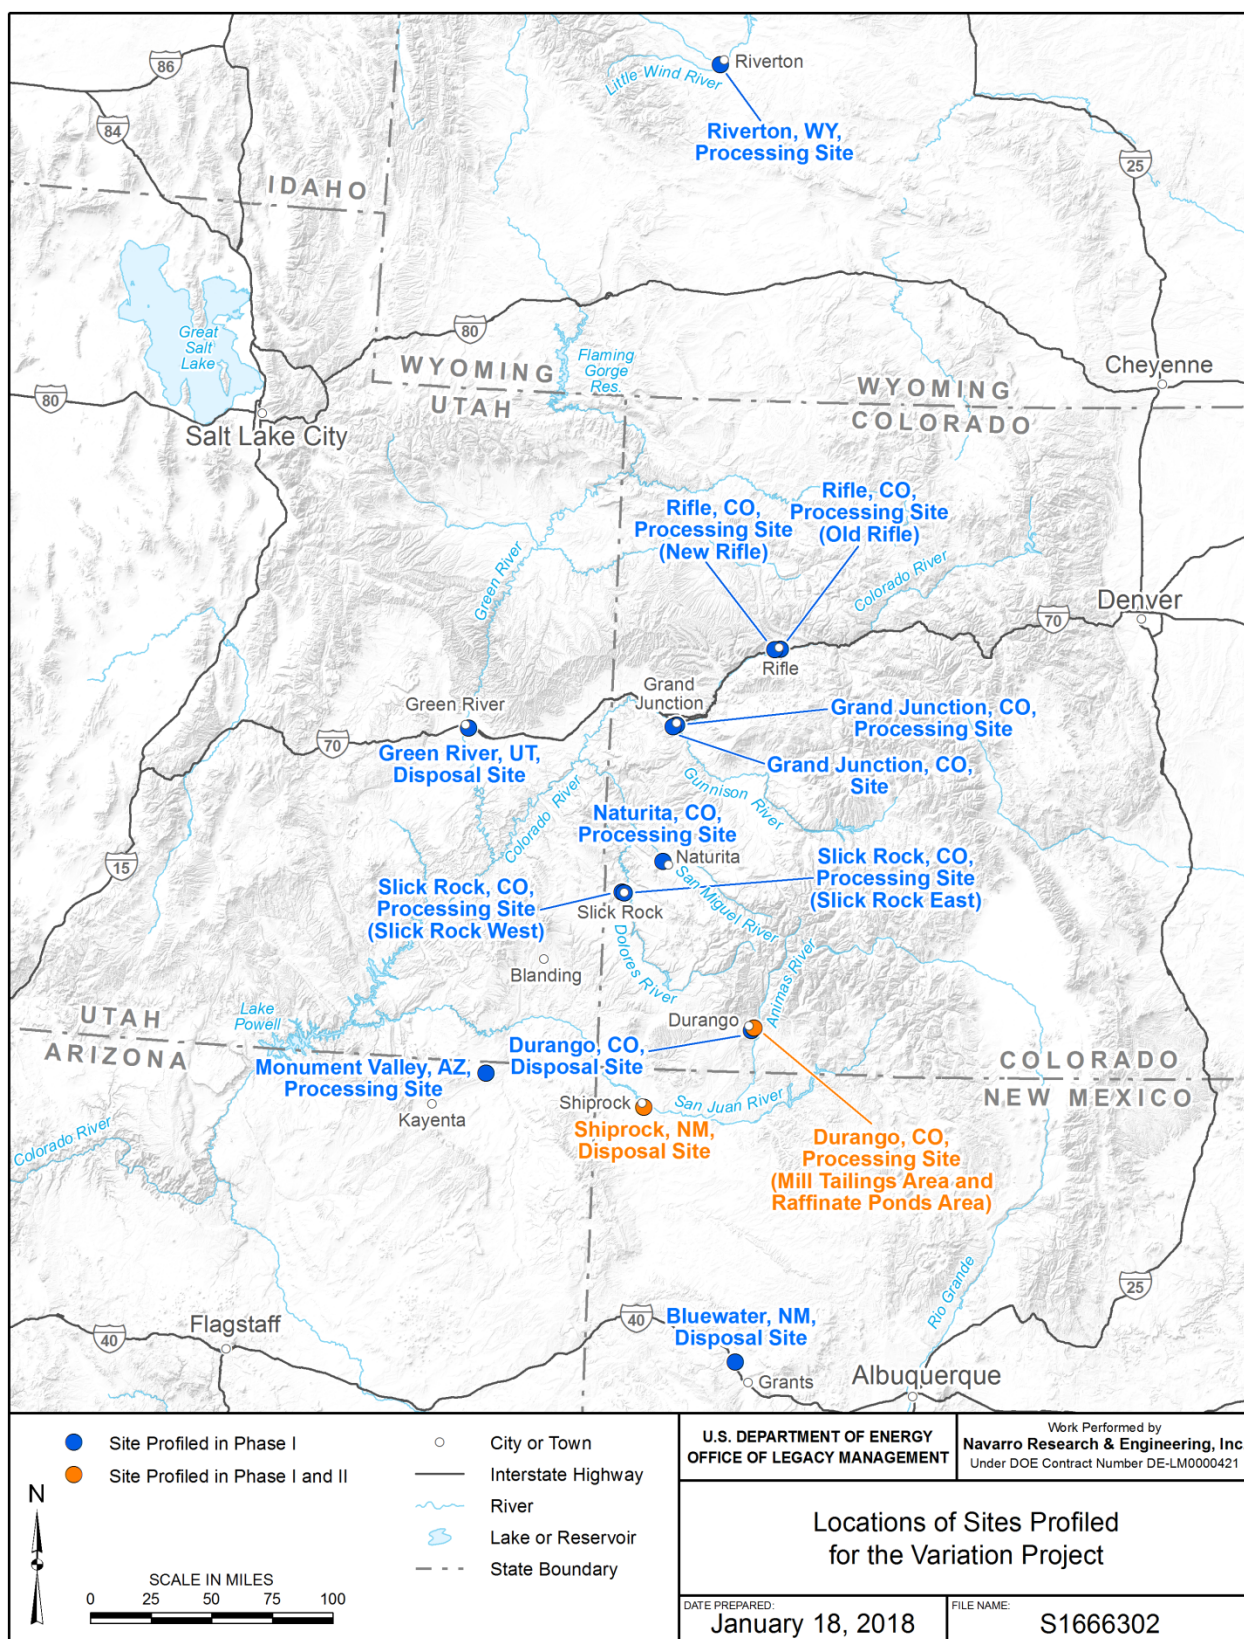 Riverton
Little Wind River
Riverton, WY,
Processing Site
86
84
25
IDAHO
Great
Salt
Lake
80
Flaming
Gorge
Res.
WYOMING
UTAH
WYOMING
COLORADO
Cheyenne
80
Salt Lake City
Rifle, CO,
Processing Site
(New Rifle)
Rifle, CO,
Processing Site
(Old Rifle)
Green River
Colorado River
Denver
70
Rifle
Grand
Junction
Green River
Green River, UT,
Disposal Site
70
Grand Junction, CO,
Processing Site
Grand Junction, CO,
Site
Gunnison River
Colorado River
Naturita, CO,
Processing Site
Naturita
15
Slick Rock, CO,
Processing Site
(Slick Rock West)
Slick Rock, CO,
Processing Site
(Slick Rock East)
Slick Rock
San Miguel River
Dolores River
Blanding
Animas River
Lake
Powell
UTAH
ARIZONA
Durango
Durango, CO,
Disposal Site
COLORADO
NEW MEXICO
Monument Valley, AZ,
Processing Site
Kayenta
Shiprock
San Juan River
Shiprock, NM,
Disposal Site
Durango, CO,
Processing Site
(Mill Tailings Area and
Raffinate Ponds Area)
Colorado River
Rio Grande
25
Flagstaff
40
40
Bluewater, NM,
Disposal Site
Grants
Albuquerque
Site Profiled in Phase I
Site Profiled in Phase I and II
N
SCALE IN MILES
0 25 50 75 100
City or Town
Interstate Highway
River
Lake or Reservoir
State Boundary
U.S. DEPARTMENT OF ENERGY
OFFICE OF LEGACY MANAGEMENT
Work Performed by
Navarro Research & Engineering, Inc.
Under DOE Contract Number DE-LM0000421
Locations of Sites Profiled
for the Variation Project
DATE PREPARED:
January 18, 2018
FILE NAME:
S1666302